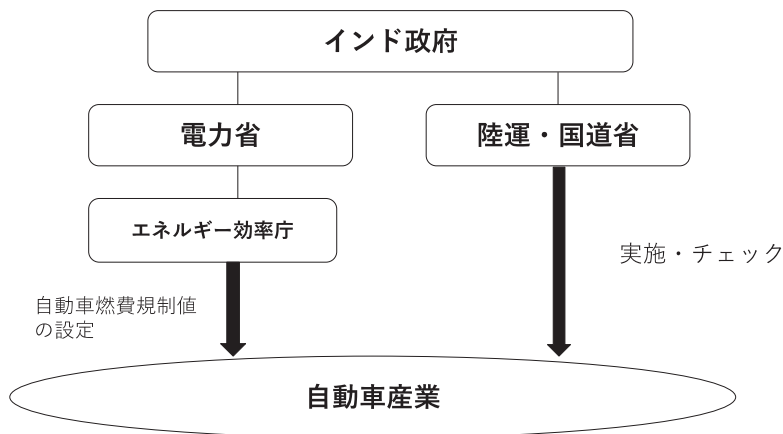 インド政府
電力省
陸運・国道省
エネルギー効率庁
実施・チェック
自動車燃費規制値
の設定
自動車産業